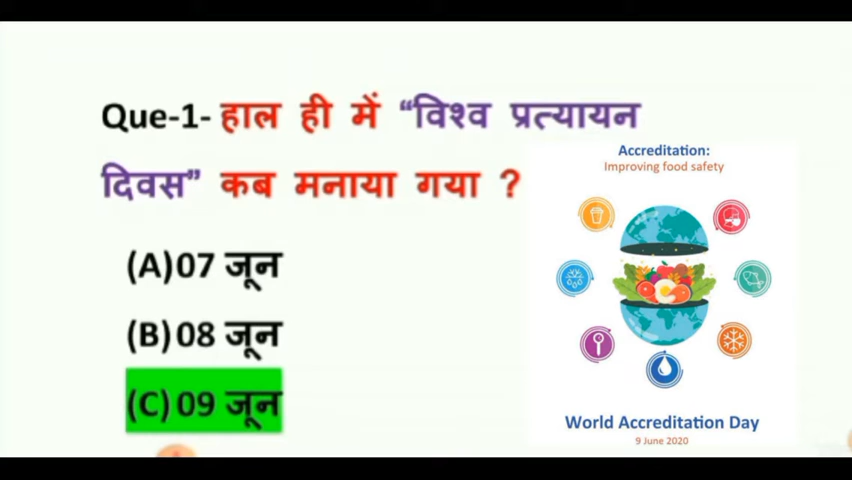 Que-1- हाल ही में “विश्व प्रत्यायन
दिवस” कब मनाया गया ?
(A) 07 जून
(B) 08 जून
(C) 09 जून
Accreditation:
Improving food safety
World Accreditation Day
9 June 2020